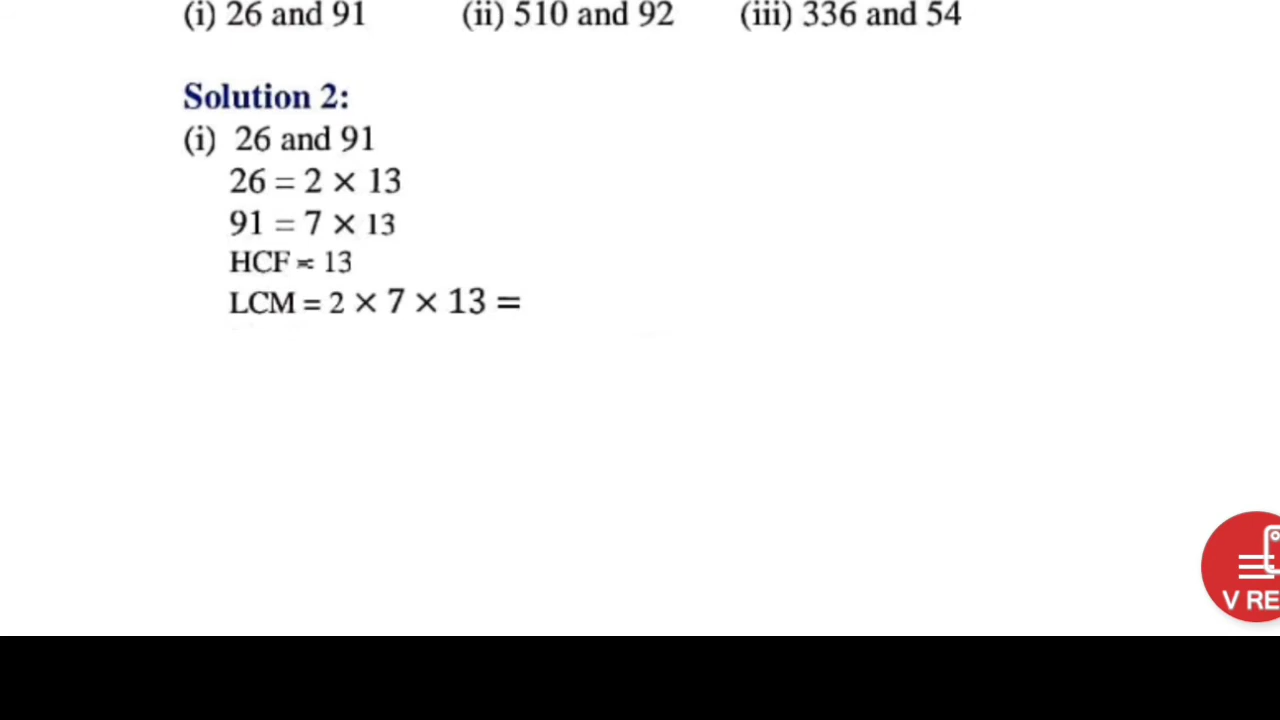 (i) 26 and 91 (ii) 510 and 92 (iii) 336 and 54
Solution 2:
(i) 26 and 91
26 = 2 × 13
91 = 7 × 13
HCF = 13
LCM = 2 × 7 × 13 =
V RE